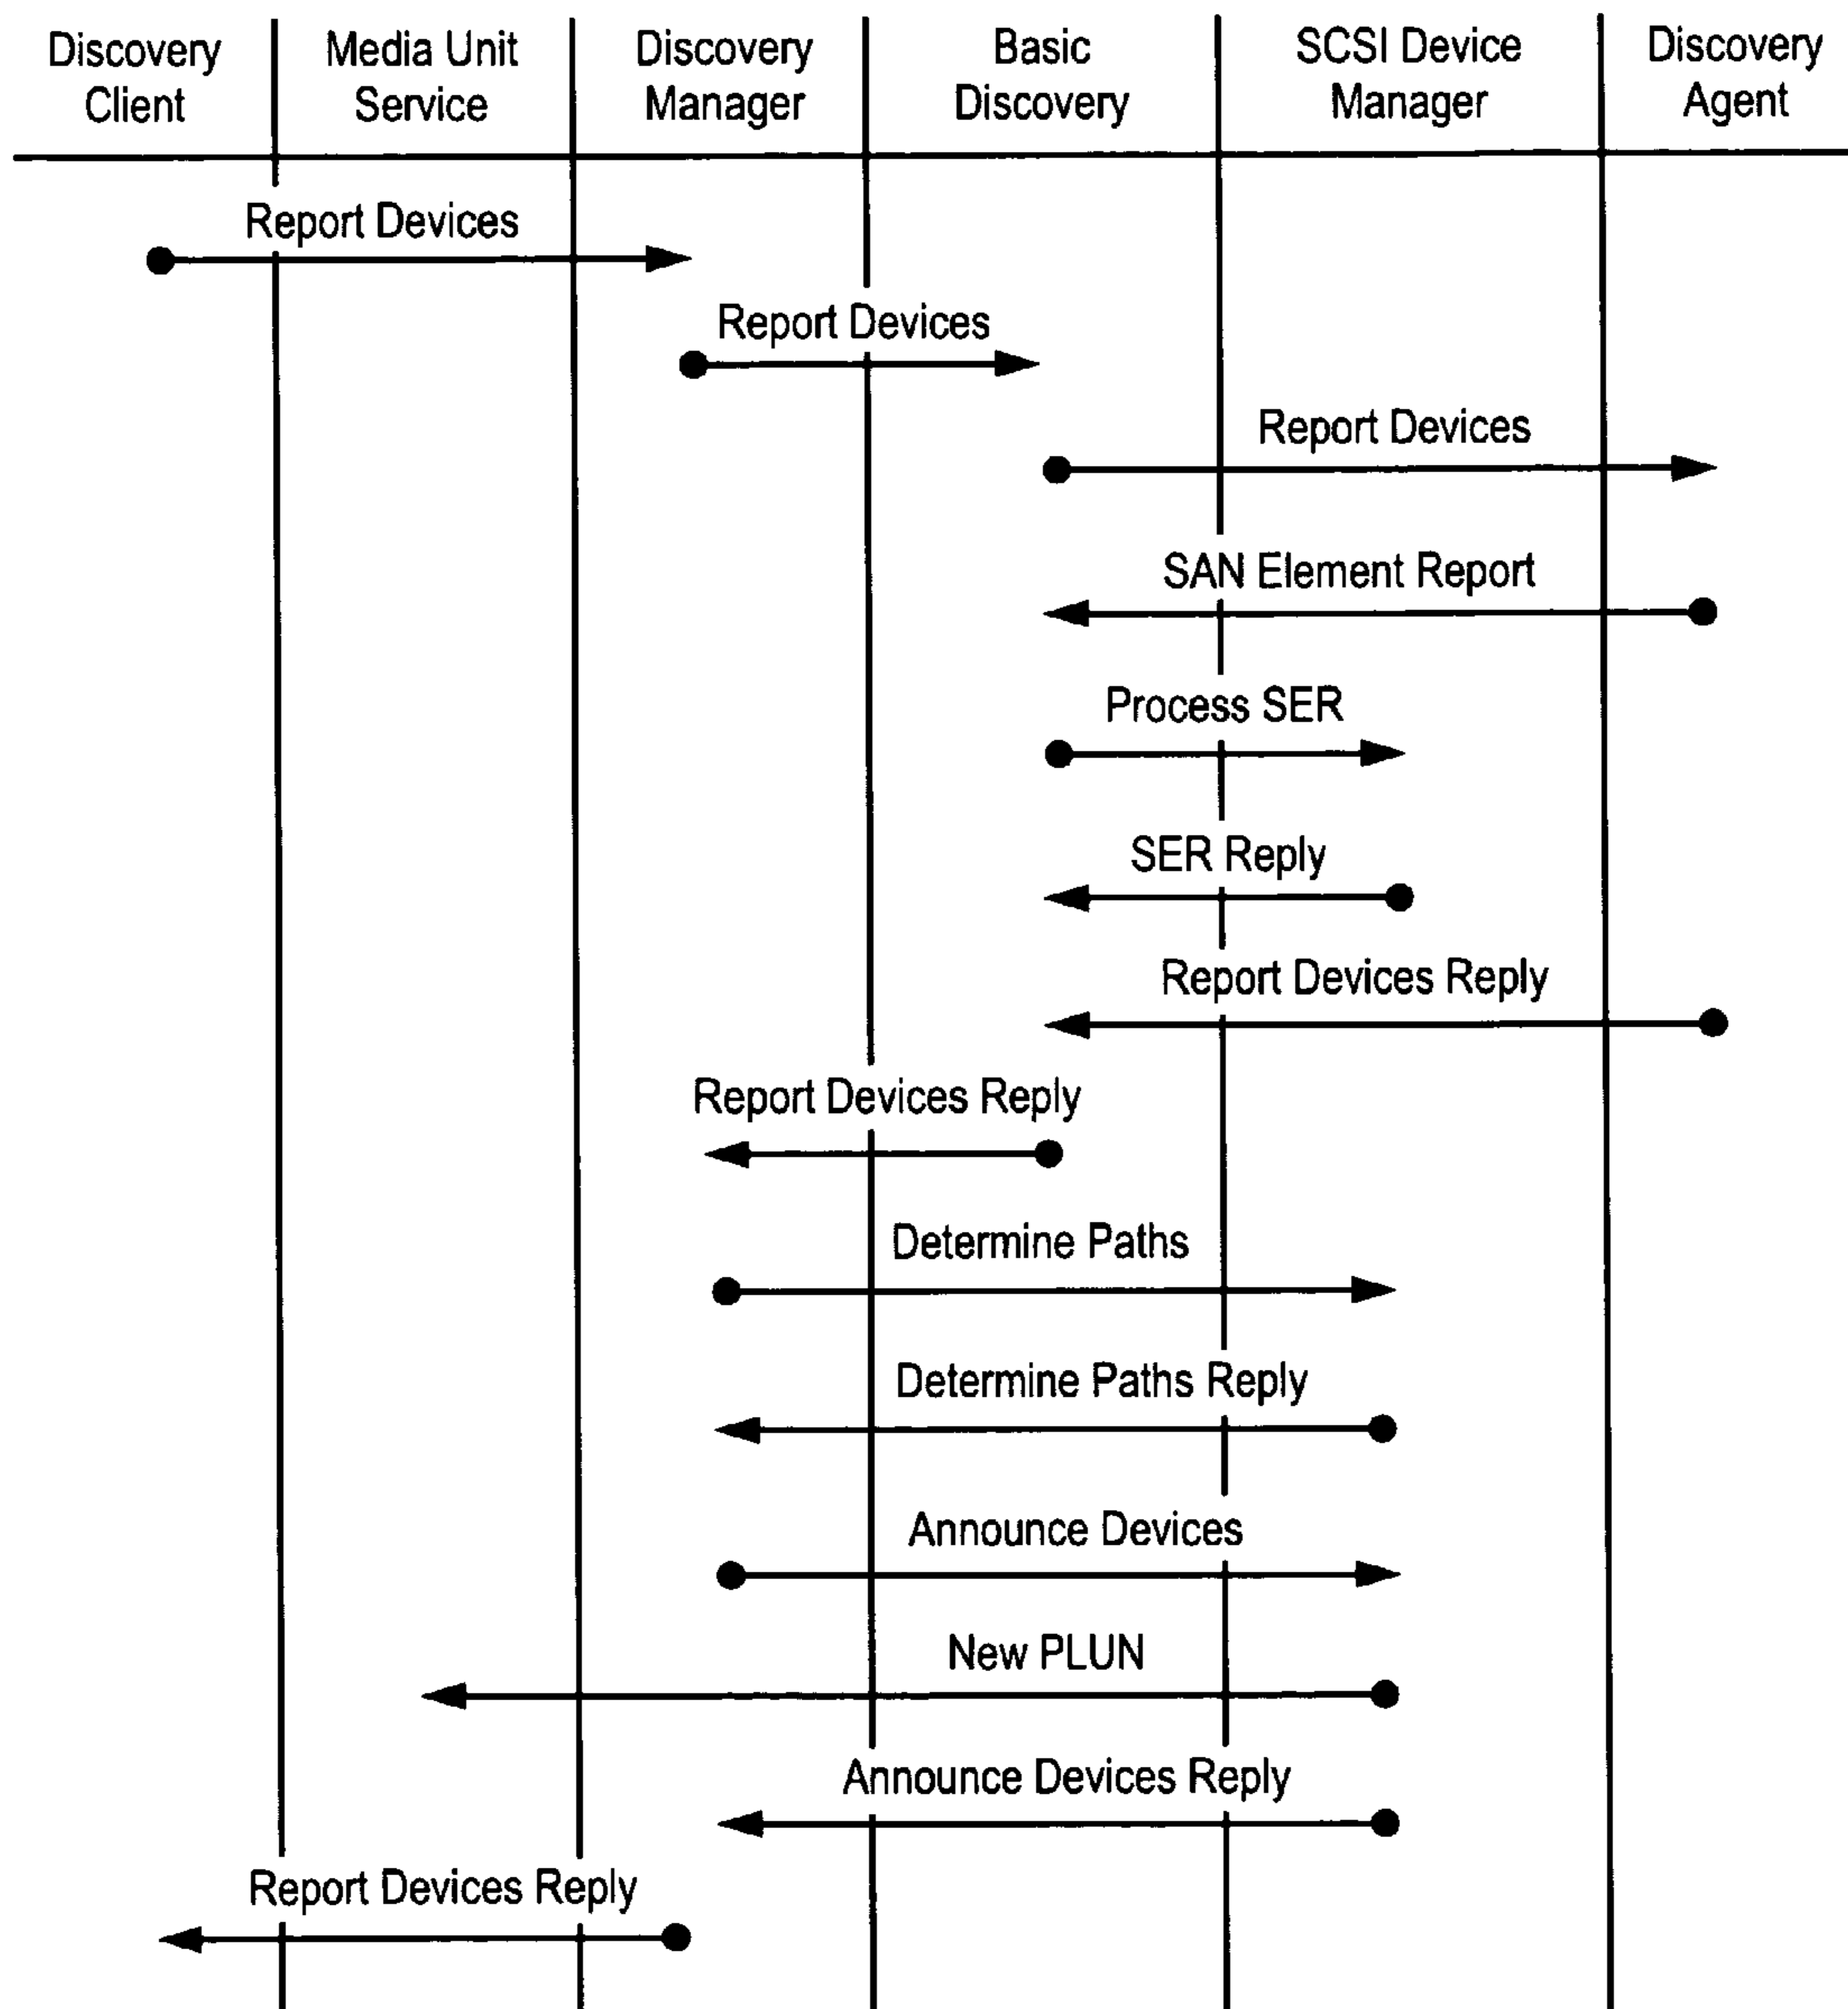 Discovery Client
Media Unit Service
Discovery Manager
Basic Discovery
SCSI Device Manager
Discovery Agent
Report Devices
Report Devices
Report Devices
SAN Element Report
Process SER
SER Reply
Report Devices Reply
Report Devices Reply
Determine Paths
Determine Paths Reply
Announce Devices
New PLUN
Announce Devices Reply
Report Devices Reply